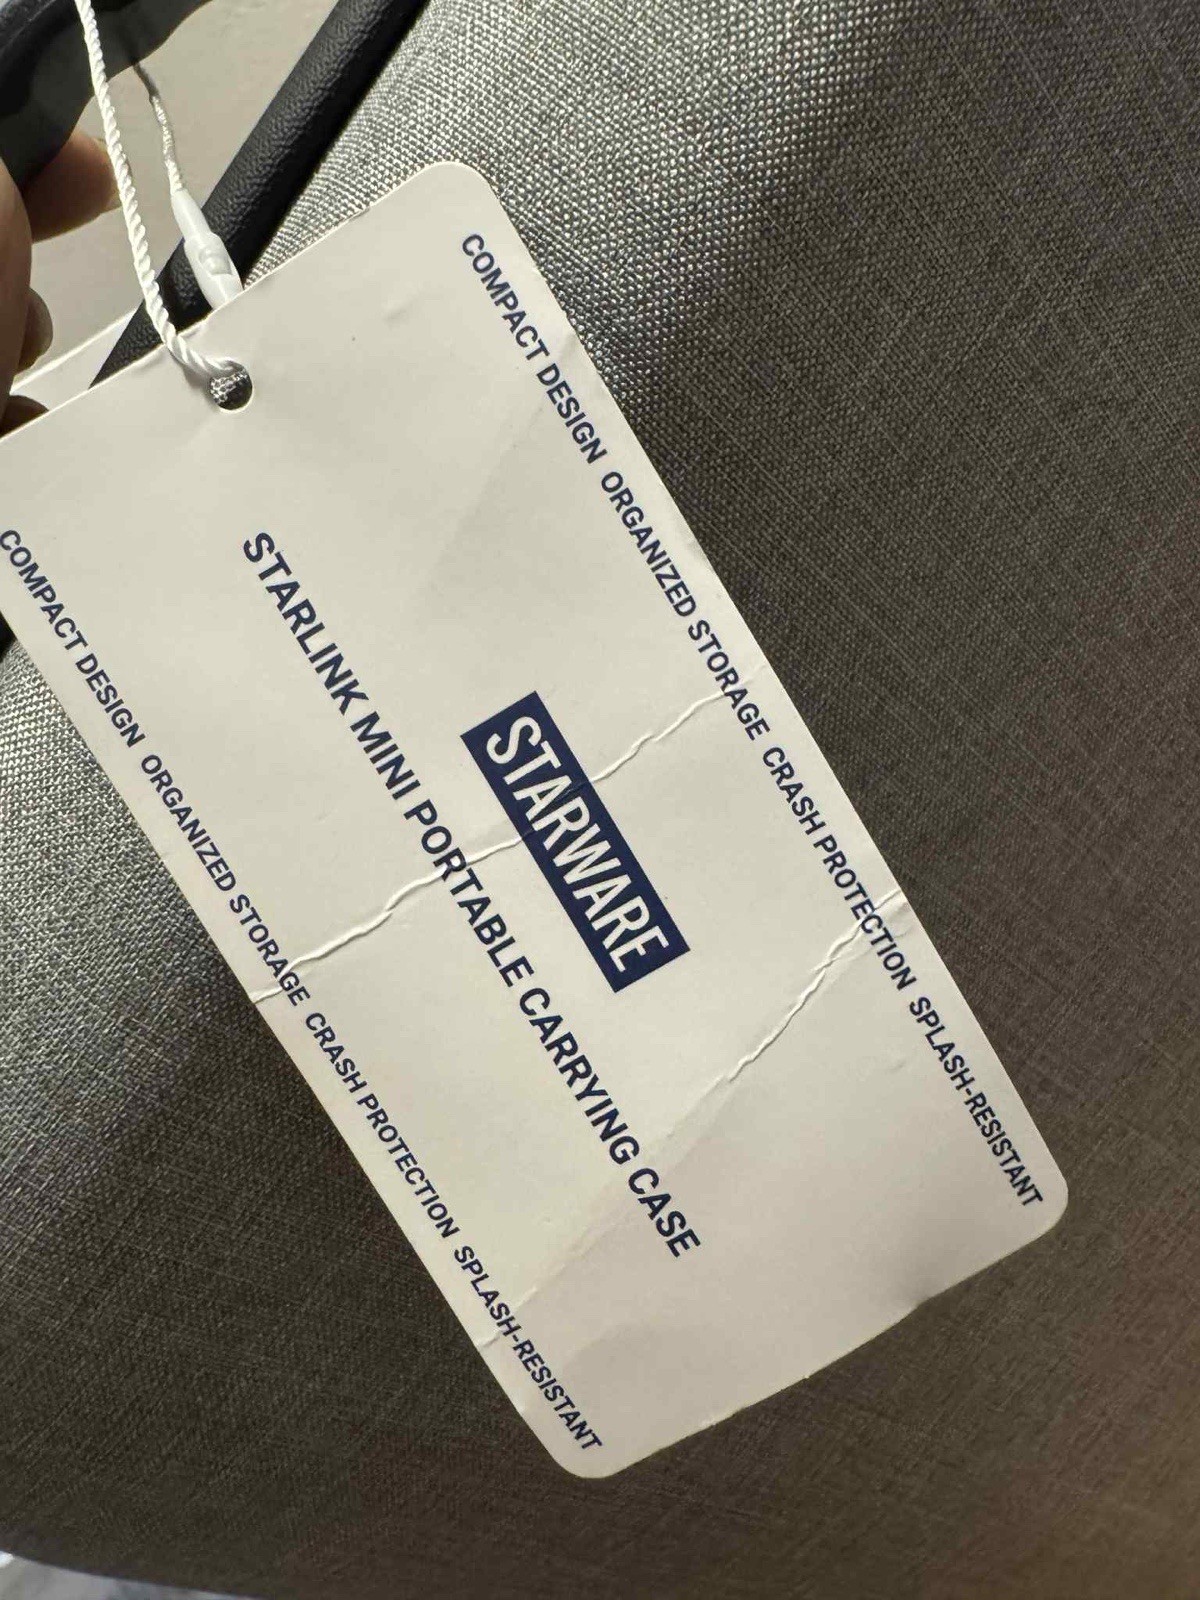 COMPACT DESIGN ORGANIZED STORAGE CRASH PROTECTION SPLASH-RESISTANT
STARWARE
STARLINK MINI PORTABLE CARRYING CASE
COMPACT DESIGN ORGANIZED STORAGE CRASH PROTECTION SPLASH-RESISTANT